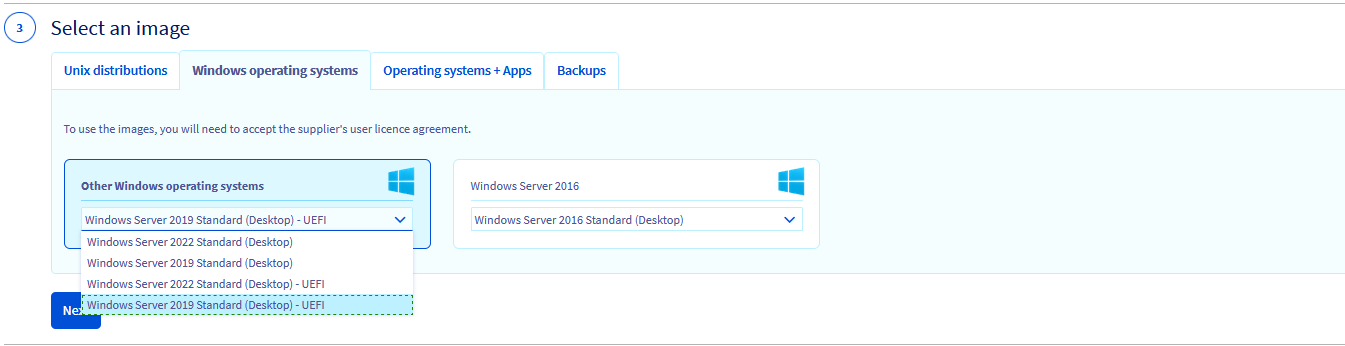 3
Select an image
Unix distributions
Windows operating systems
Operating systems + Apps
Backups
To use the images, you will need to accept the supplier's user licence agreement.
Other Windows operating systems
Windows Server 2019 Standard (Desktop) - UEFI
Windows Server 2022 Standard (Desktop)
Windows Server 2019 Standard (Desktop)
Windows Server 2022 Standard (Desktop) - UEFI
Windows Server 2019 Standard (Desktop) - UEFI
Windows Server 2016
Windows Server 2016 Standard (Desktop)